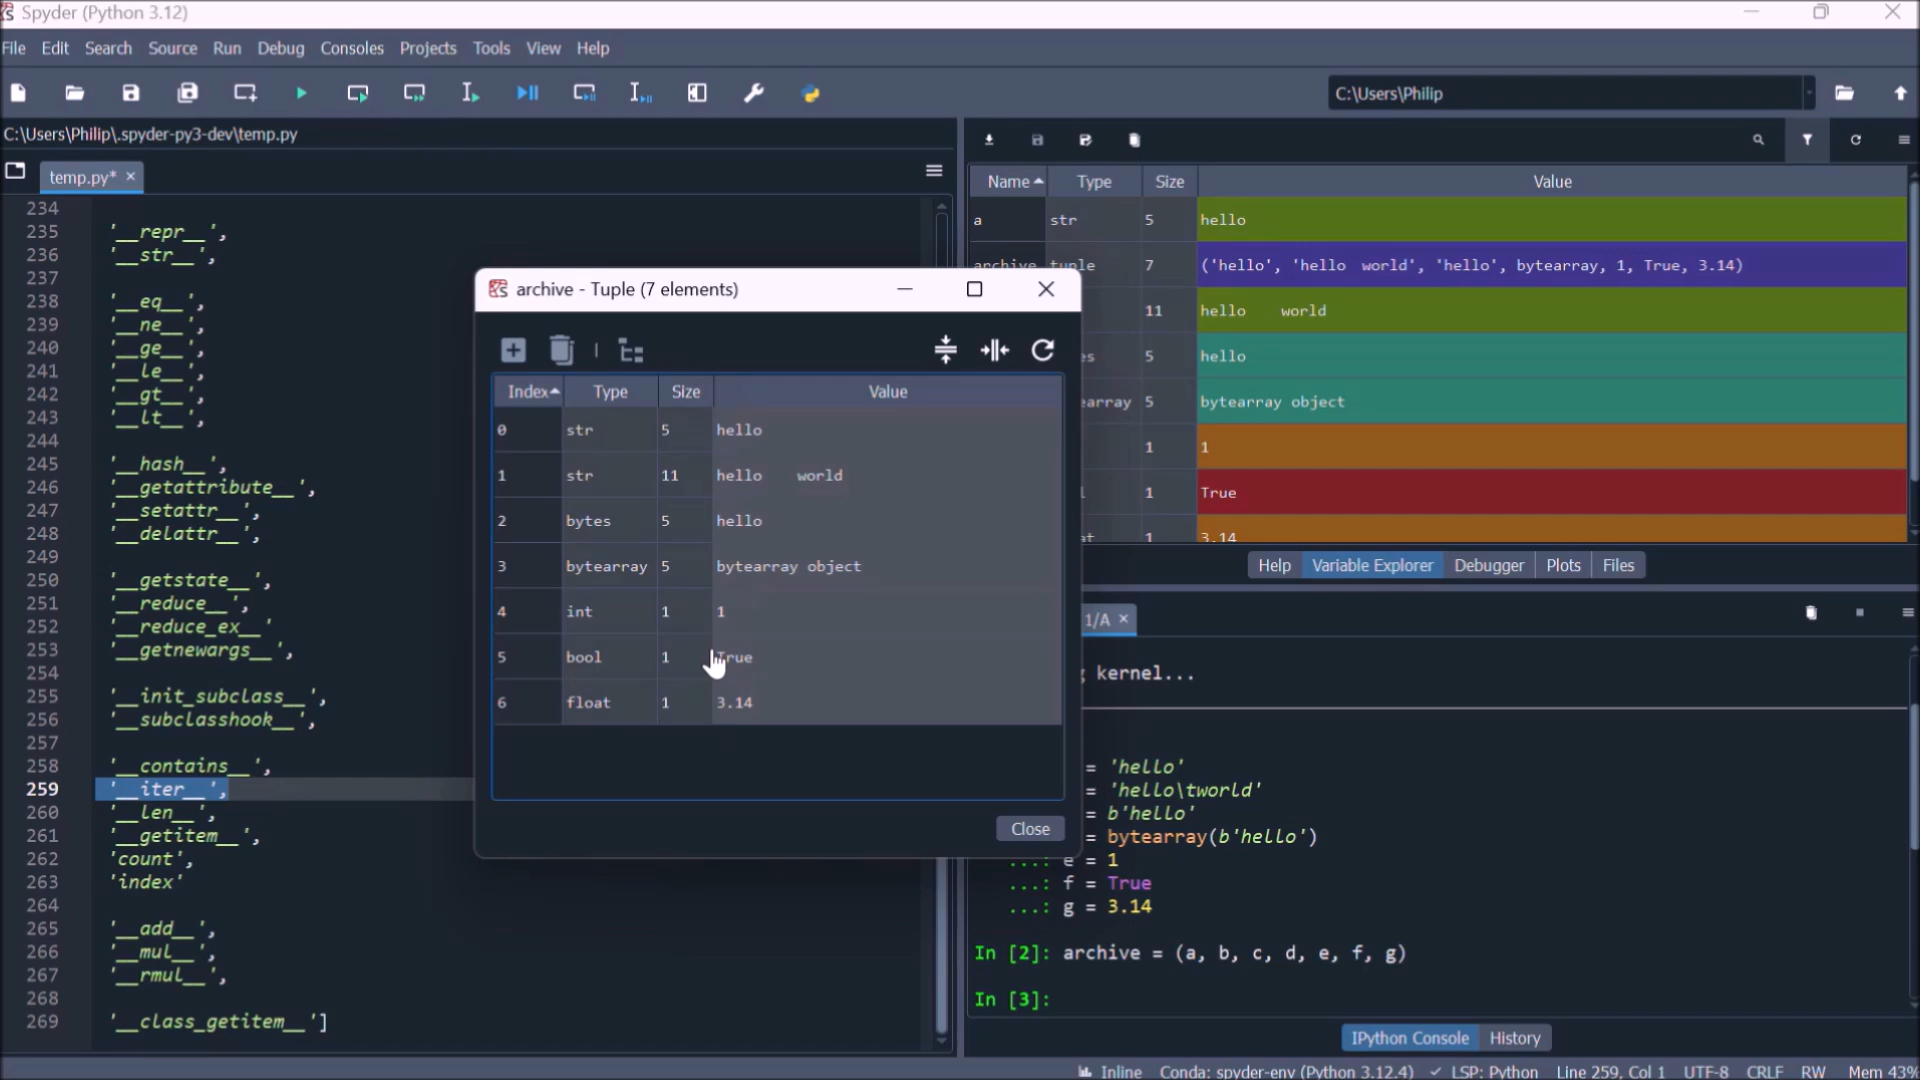 Spyder (Python 3.12)
File Edit Search Source Run Debug Consoles Projects Tools View Help
C:\Users\Philip
C:\Users\Philip\.spyder-py3-dev\temp.py
temp.py*
234
235 '__repr__',
236 '__str__',
237
238 '__eq__',
239 '__ne__',
240 '__ge__',
241 '__le__',
242 '__gt__',
243 '__lt__',
244
245 '__hash__',
246 '__getattribute__',
247 '__setattr__',
248 '__delattr__',
249
250 '__getstate__',
251 '__reduce__',
252 '__reduce_ex__'
253 '__getnewargs__',
254
255 '__init_subclass__',
256 '__subclasshook__',
257
258 '__contains__',
259 '__iter__',
260 '__len__',
261 '__getitem__',
262 'count',
263 'index'
264
265 '__add__',
266 '__mul__',
267 '__rmul__',
268
269 '__class_getitem__']
archive - Tuple (7 elements)
Index Type Size Value
0 str 5 hello
1 str 11 hello world
2 bytes 5 hello
3 bytearray 5 bytearray object
4 int 1 1
5 bool 1 True
6 float 1 3.14
Close
Name Type Size Value
a str 5 hello
archive tuple 7 ('hello', 'hello world', 'hello', bytearray, 1, True, 3.14)
11 hello world
es 5 hello
earray 5 bytearray object
1 1
l 1 True
at 1 3.14
Help Variable Explorer Debugger Plots Files
1/A
kernel...
= 'hello'
= 'hello\tworld'
= b'hello'
= bytearray(b'hello')
...: e = 1
...: f = True
...: g = 3.14
In [2]: archive = (a, b, c, d, e, f, g)
In [3]:
IPython Console History
Inline Conda: spyder-env (Python 3.12.4) ✓ LSP: Python Line 259, Col 1 UTF-8 CRLF RW Mem 43%